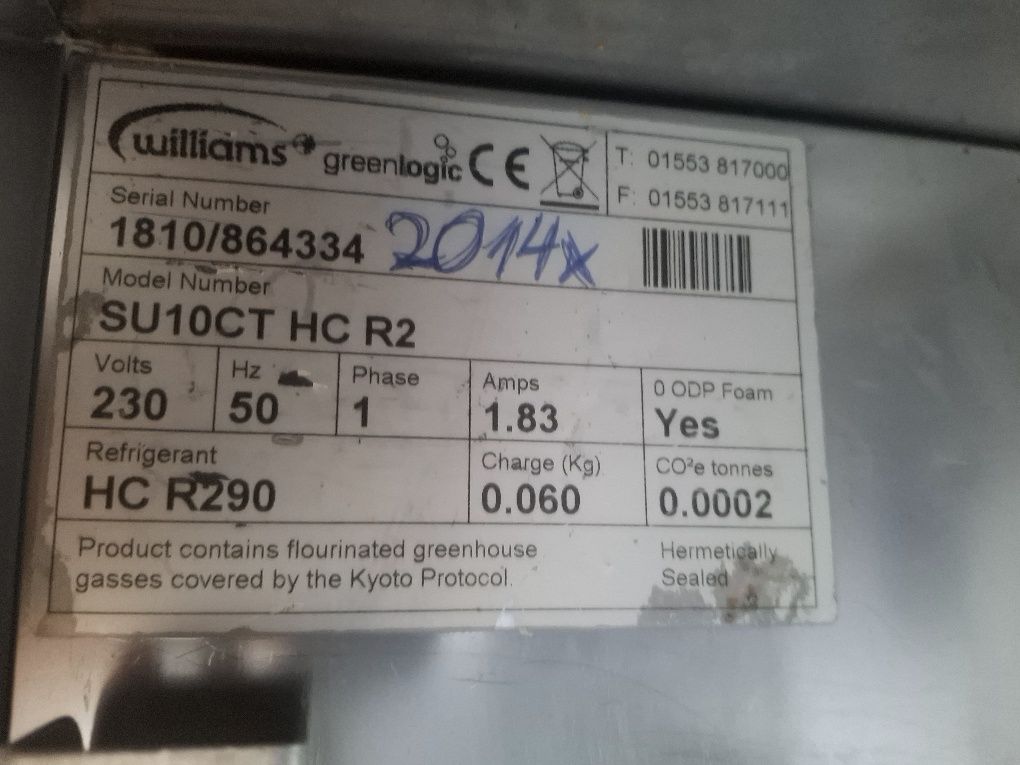 williams greenlogic CE
T: 01553 817000
F: 01553 817111
Serial Number
1810/864334 2014x
Model Number
SU10CT HC R2
Volts Hz Phase Amps 0 ODP Foam
230 50 1 1.83 Yes
Refrigerant Charge (Kg) CO²e tonnes
HC R290 0.060 0.0002
Product contains flourinated greenhouse
gasses covered by the Kyoto Protocol.
Hermetically
Sealed